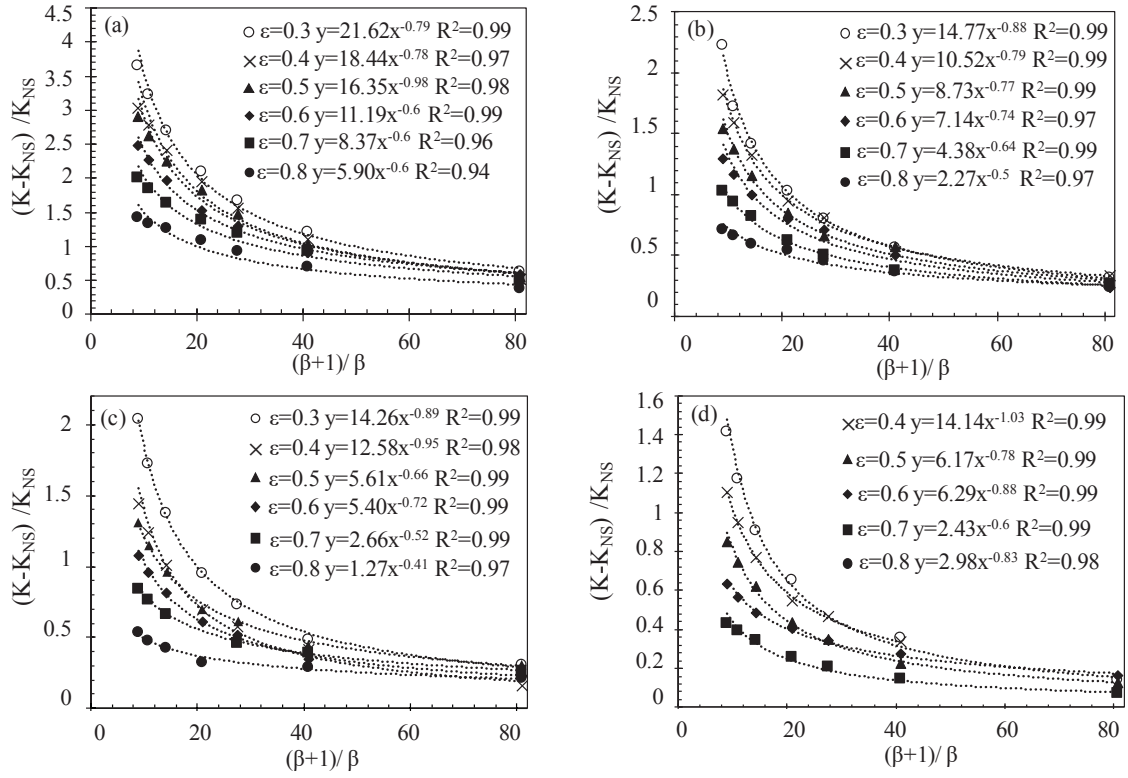 (a)
ε=0.3 y=21.62x^-0.79 R²=0.99
ε=0.4 y=18.44x^-0.78 R²=0.97
ε=0.5 y=16.35x^-0.98 R²=0.98
ε=0.6 y=11.19x^-0.6 R²=0.99
ε=0.7 y=8.37x^-0.6 R²=0.96
ε=0.8 y=5.90x^-0.6 R²=0.94
(K-K_NS) /K_NS
4.5
4
3.5
3
2.5
2
1.5
1
0.5
0
0 20 40 60 80
(β+1)/ β
(b)
ε=0.3 y=14.77x^-0.88 R²=0.99
ε=0.4 y=10.52x^-0.79 R²=0.99
ε=0.5 y=8.73x^-0.77 R²=0.99
ε=0.6 y=7.14x^-0.74 R²=0.97
ε=0.7 y=4.38x^-0.64 R²=0.99
ε=0.8 y=2.27x^-0.5 R²=0.97
(K-K_NS) /K_NS
2.5
2
1.5
1
0.5
0
0 20 40 60 80
(β+1)/ β
(c)
ε=0.3 y=14.26x^-0.89 R²=0.99
ε=0.4 y=12.58x^-0.95 R²=0.98
ε=0.5 y=5.61x^-0.66 R²=0.99
ε=0.6 y=5.40x^-0.72 R²=0.99
ε=0.7 y=2.66x^-0.52 R²=0.99
ε=0.8 y=1.27x^-0.41 R²=0.97
(K-K_NS) /K_NS
2
1.5
1
0.5
0
0 20 40 60 80
(β+1)/ β
(d)
ε=0.4 y=14.14x^-1.03 R²=0.99
ε=0.5 y=6.17x^-0.78 R²=0.99
ε=0.6 y=6.29x^-0.88 R²=0.99
ε=0.7 y=2.43x^-0.6 R²=0.99
ε=0.8 y=2.98x^-0.83 R²=0.98
(K-K_NS) /K_NS
1.6
1.4
1.2
1
0.8
0.6
0.4
0.2
0
0 20 40 60 80
(β+1)/ β